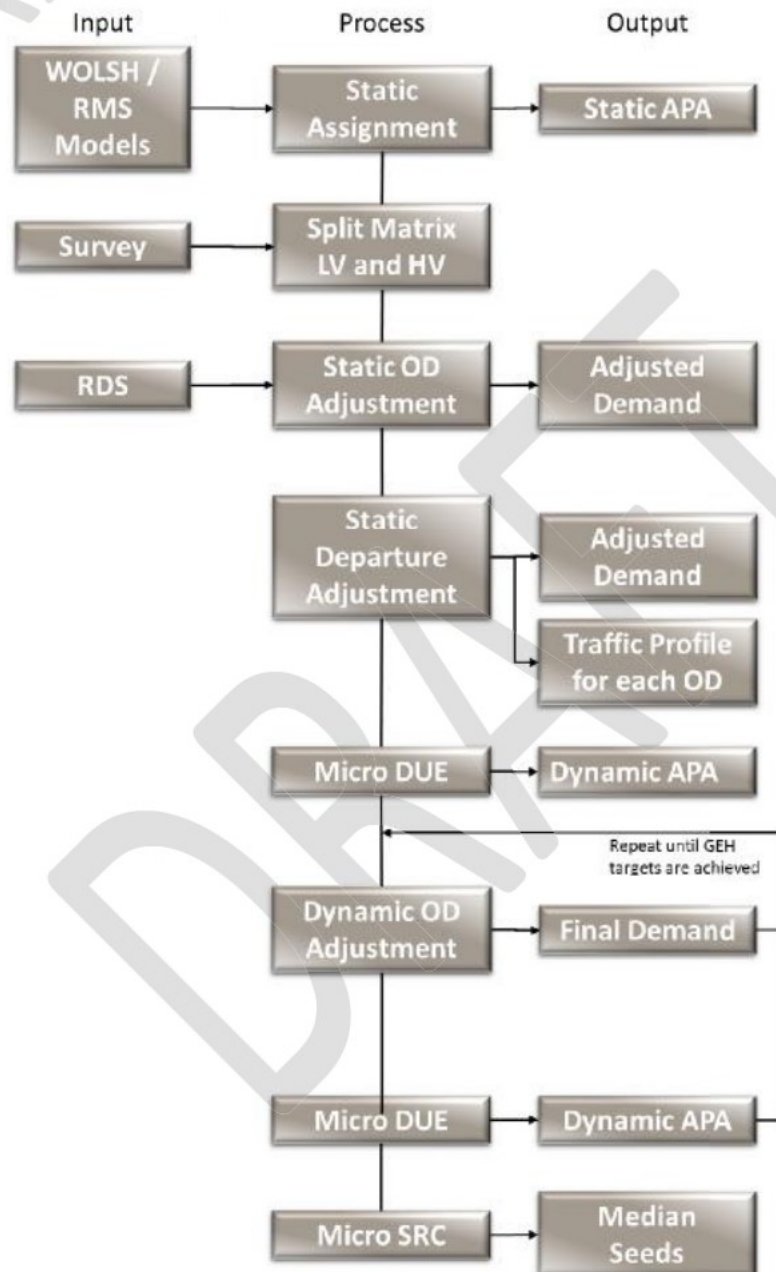 Input Process Output
WOLSH /
RMS
Models
Static
Assignment
Static APA
Survey
Split Matrix
LV and HV
RDS
Static OD
Adjustment
Adjusted
Demand
Static
Departure
Adjustment
Adjusted
Demand
Traffic Profile
for each OD
Micro DUE
Dynamic APA
Repeat until GEH
targets are achieved
Dynamic OD
Adjustment
Final Demand
Micro DUE
Dynamic APA
Micro SRC
Median
Seeds
DRAFT